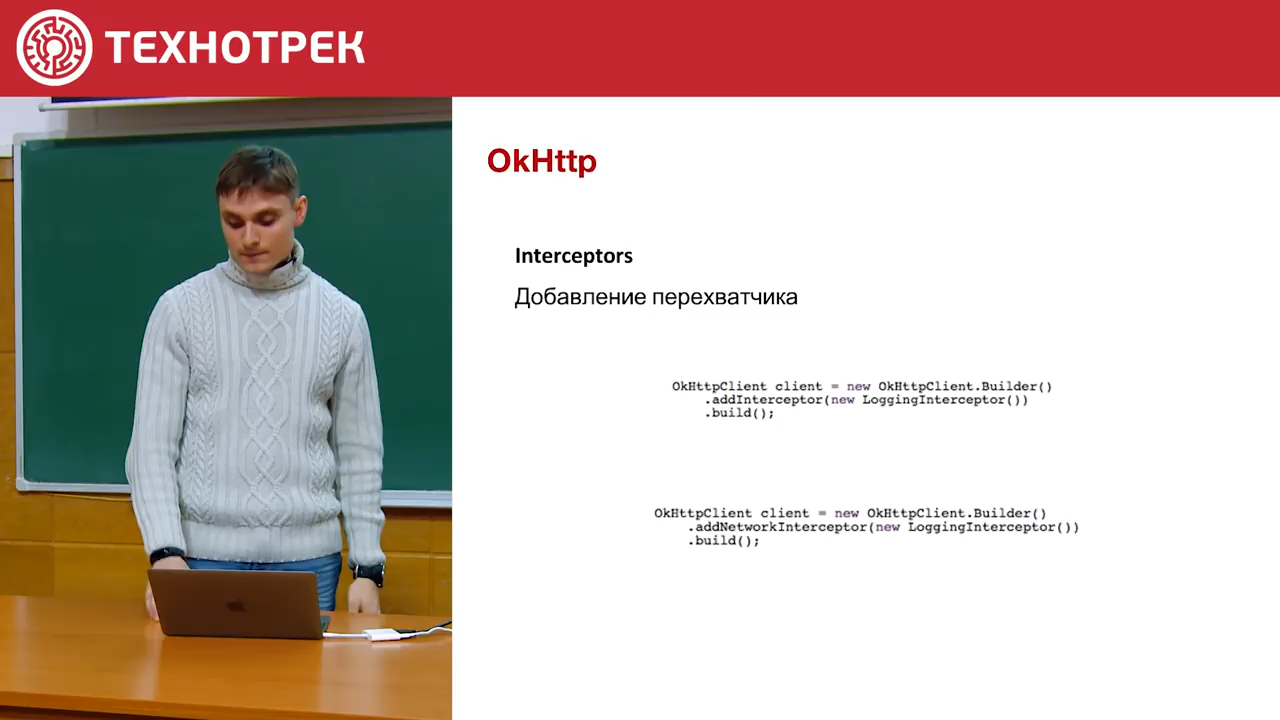 ТЕХНОТРЕК
OkHttp
Interceptors
Добавление перехватчика
OkHttpClient client = new OkHttpClient.Builder()
.addInterceptor(new LoggingInterceptor())
.build();
OkHttpClient client = new OkHttpClient.Builder()
.addNetworkInterceptor(new LoggingInterceptor())
.build();